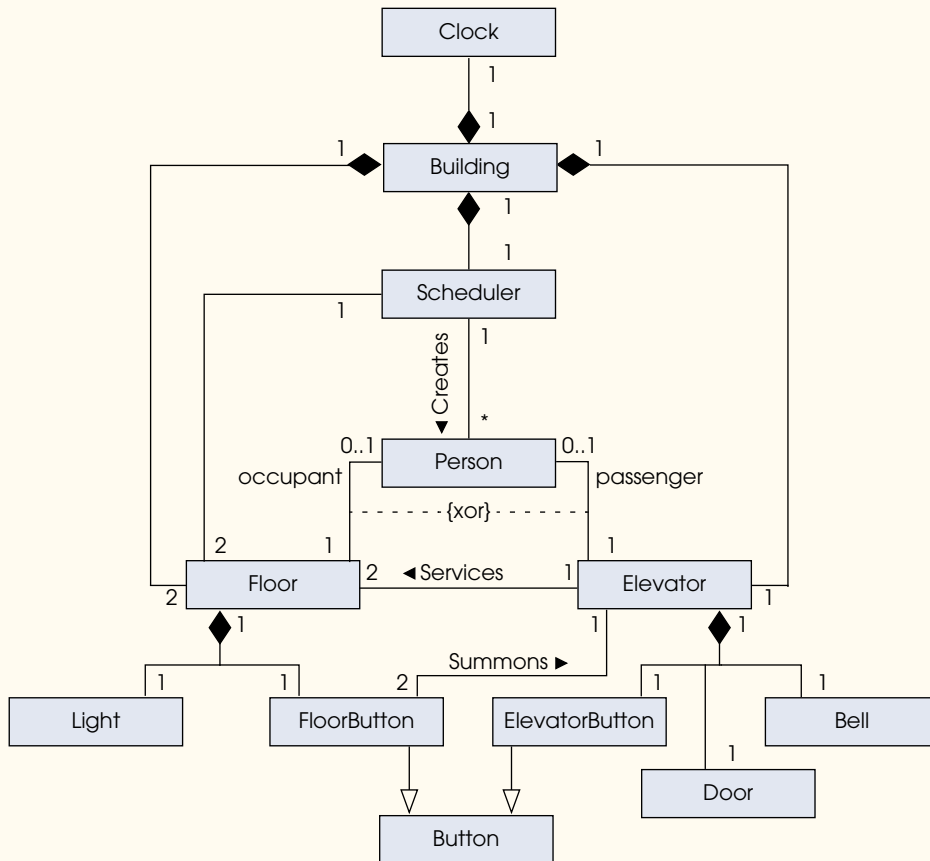 Clock
1
1
1
1
Building
1
1
Scheduler
1
1
◄ Creates
*
0..1
Person
0..1
occupant
passenger
{xor}
2
1
1
Floor
2
◄ Services
1
Elevator
2
1
1
1
1
Summons ►
1
1
2
1
1
Light
FloorButton
ElevatorButton
Bell
1
Door
Button